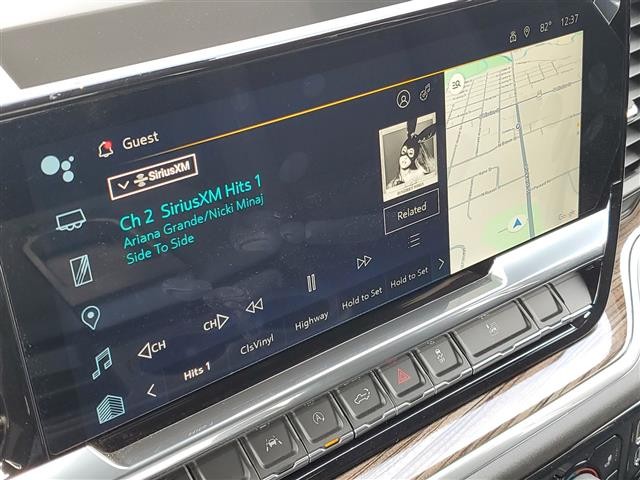 82° 12:37
Guest
SiriusXM
Ch 2 SiriusXM Hits 1
Ariana Grande/Nicki Minaj
Side To Side
Related
CH
CH
Hits 1
ClsVinyl
Highway
Hold to Set
Hold to Set